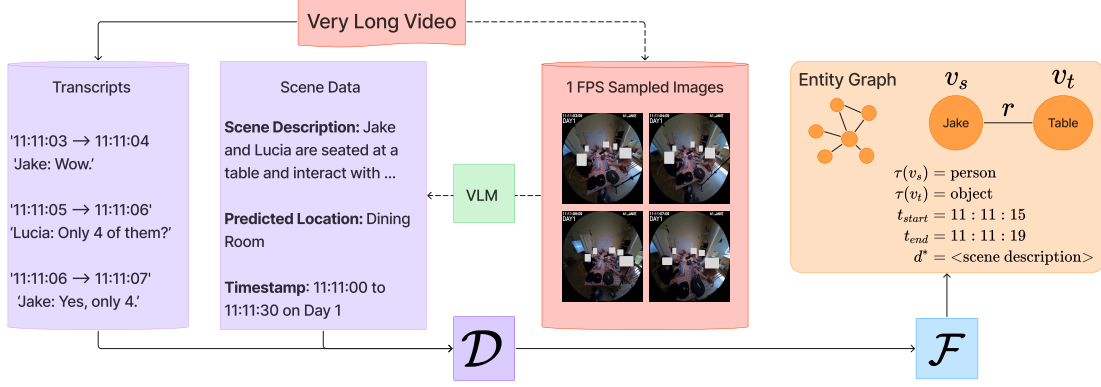 Very Long Video
Transcripts
'11:11:03 --> 11:11:04
'Jake: Wow.’
'11:11:05 --> 11:11:06'
‘Lucia: Only 4 of them?’
'11:11:06 --> 11:11:07'
‘Jake: Yes, only 4.’
Scene Data
Scene Description: Jake
and Lucia are seated at a
table and interact with ...
Predicted Location: Dining
Room
Timestamp: 11:11:00 to
11:11:30 on Day 1
VLM
1 FPS Sampled Images
DAY1
DAY1
DAY1
DAY1
Entity Graph
v_s
v_t
Jake
r
Table
τ(v_s) = person
τ(v_t) = object
t_start = 11 : 11 : 15
t_end = 11 : 11 : 19
d* = <scene description>
𝒟
ℱ